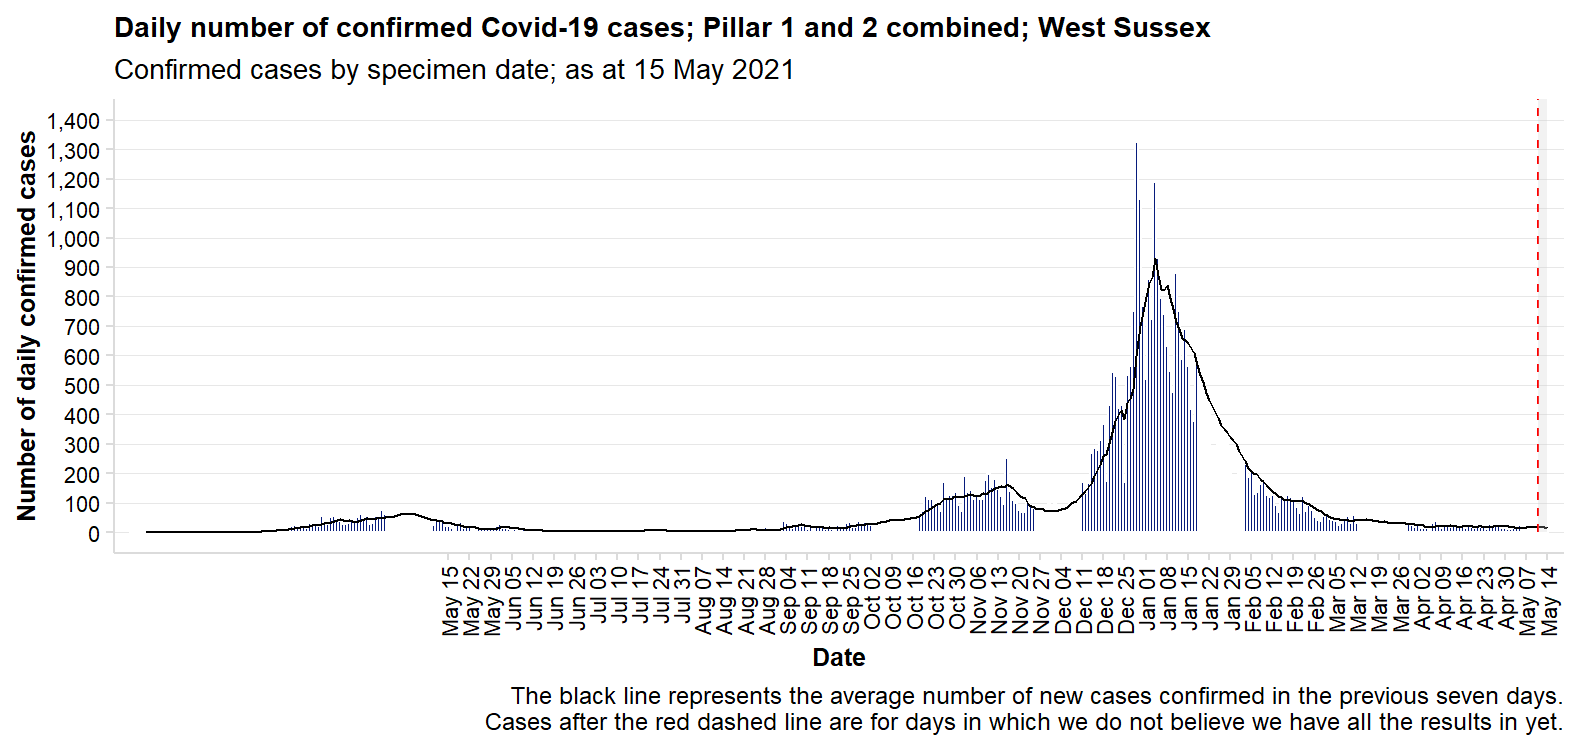 Daily number of confirmed Covid-19 cases; Pillar 1 and 2 combined; West Sussex
Confirmed cases by specimen date; as at 15 May 2021
Number of daily confirmed cases
1,400
1,300
1,200
1,100
1,000
900
800
700
600
500
400
300
200
100
0
May 15
May 22
May 29
Jun 05
Jun 12
Jun 19
Jun 26
Jul 03
Jul 10
Jul 17
Jul 24
Jul 31
Aug 07
Aug 14
Aug 21
Aug 28
Sep 04
Sep 11
Sep 18
Sep 25
Oct 02
Oct 09
Oct 16
Oct 23
Oct 30
Nov 06
Nov 13
Nov 20
Nov 27
Dec 04
Dec 11
Dec 18
Dec 25
Jan 01
Jan 08
Jan 15
Jan 22
Jan 29
Feb 05
Feb 12
Feb 19
Feb 26
Mar 05
Mar 12
Mar 19
Mar 26
Apr 02
Apr 09
Apr 16
Apr 23
Apr 30
May 07
May 14
Date
The black line represents the average number of new cases confirmed in the previous seven days.
Cases after the red dashed line are for days in which we do not believe we have all the results in yet.